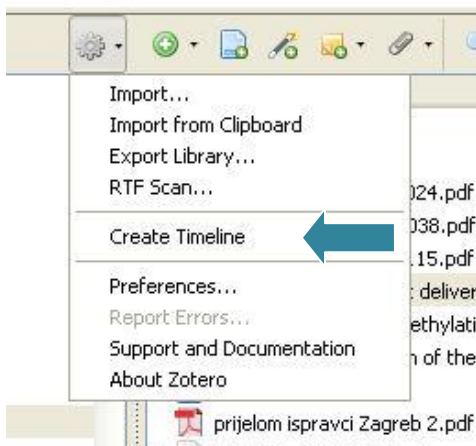 Import...
Import from Clipboard
Export Library...
RTF Scan...
024.pdf
Create Timeline
038.pdf
15.pdf
Preferences...
: deliver
Report Errors...
ethylati
Support and Documentation
n of the
About Zotero
prijelom ispravci Zagreb 2.pdf